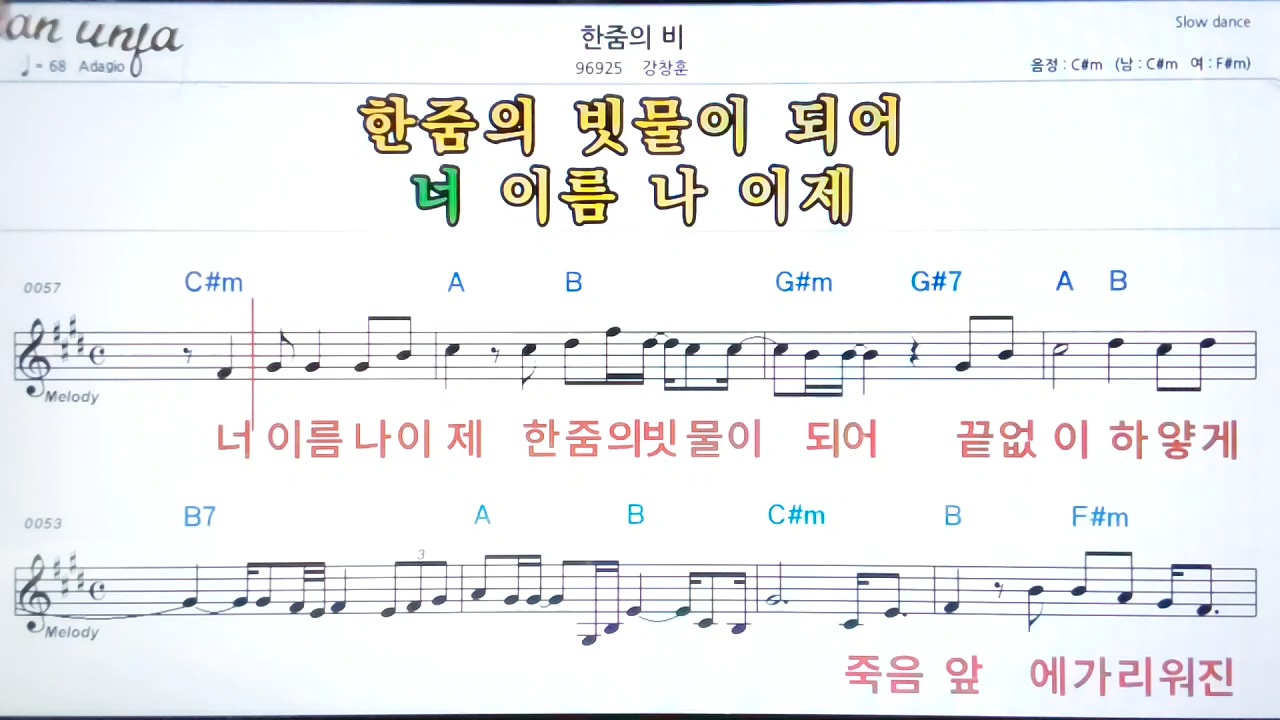 an unfa
Slow dance
한줌의 비
♩ = 68 Adagio
96925 강창훈
음정 : C#m (남 : C#m 여 : F#m)
한줌의 빗물이 되어
너 이름 나 이제
0057
C#m A B G#m G#7 A B
Melody
너 이름 나 이 제 한 줌 의 빗 물 이 되어 끝없 이 하 얗 게
0053
B7 A B C#m B F#m
3
Melody
죽음 앞 에 가 리 워 진